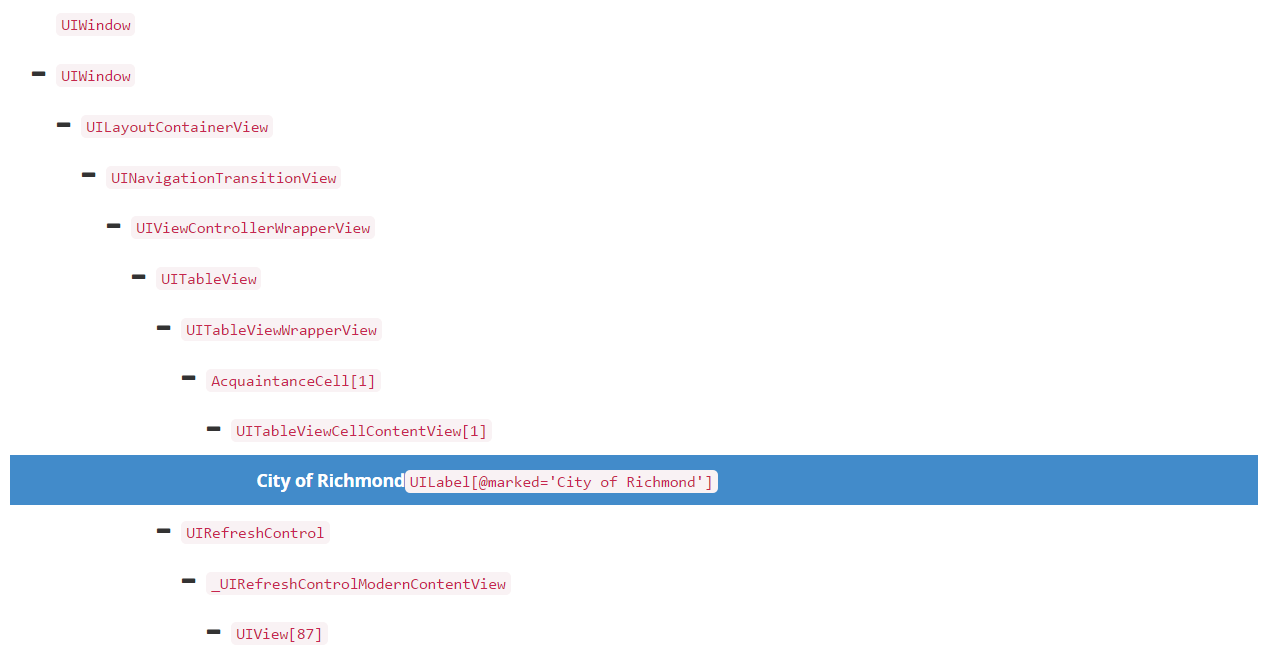 UIWindow
UIWindow
UILayoutContainerView
UINavigationTransitionView
UIViewControllerWrapperView
UITableView
UITableViewWrapperView
AcquaintanceCell[1]
UITableViewCellContentView[1]
City of Richmond UILabel[@marked='City of Richmond']
UIRefreshControl
_UIRefreshControlModernContentView
UIView[87]